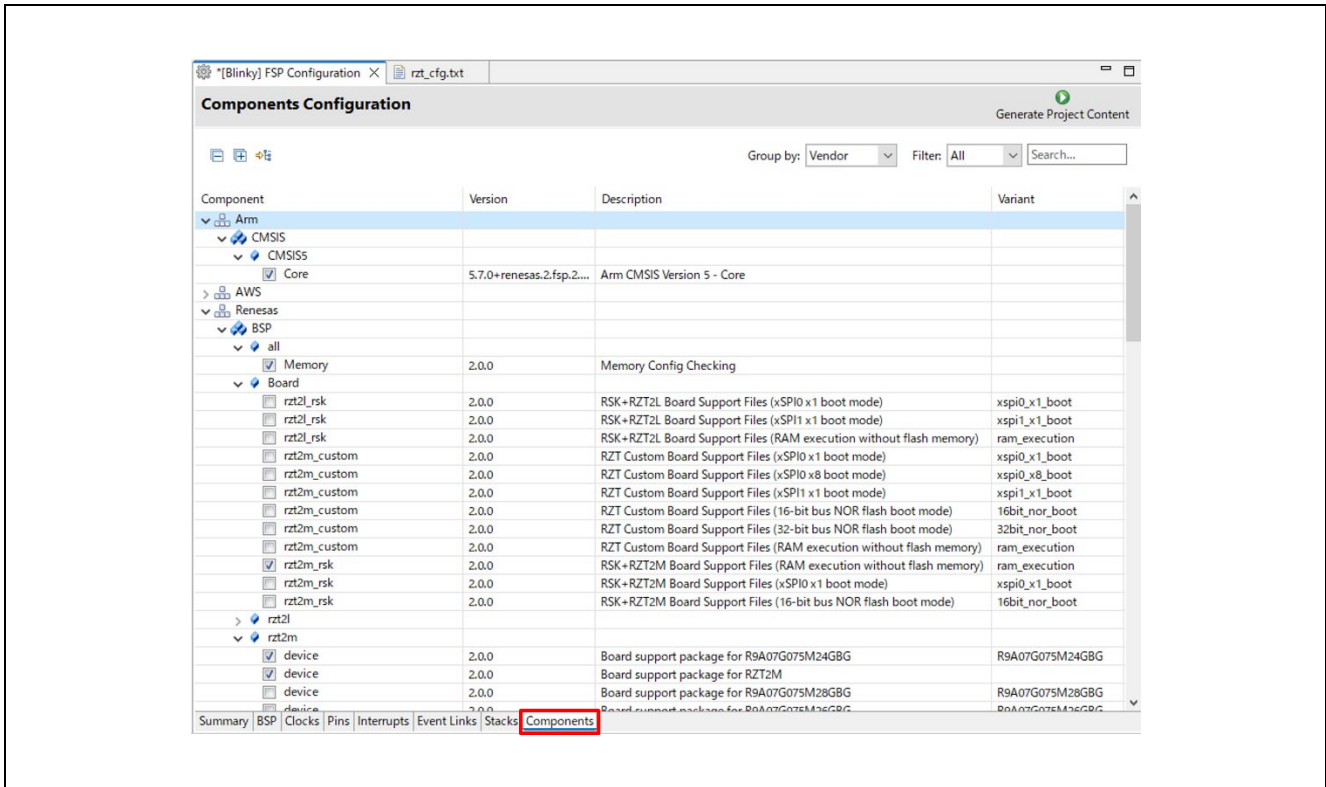 *[Blinky] FSP Configuration rzt_cfg.txt
Components Configuration
Generate Project Content
Group by: Vendor Filter: All Search...
Component Version Description Variant
Arm
CMSIS
CMSIS5
Core 5.7.0+renesas.2.fsp.2.... Arm CMSIS Version 5 - Core
AWS
Renesas
BSP
all
Memory 2.0.0 Memory Config Checking
Board
rzt2l_rsk 2.0.0 RSK+RZT2L Board Support Files (xSPI0 x1 boot mode) xspi0_x1_boot
rzt2l_rsk 2.0.0 RSK+RZT2L Board Support Files (xSPI1 x1 boot mode) xspi1_x1_boot
rzt2l_rsk 2.0.0 RSK+RZT2L Board Support Files (RAM execution without flash memory) ram_execution
rzt2m_custom 2.0.0 RZT Custom Board Support Files (xSPI0 x1 boot mode) xspi0_x1_boot
rzt2m_custom 2.0.0 RZT Custom Board Support Files (xSPI0 x8 boot mode) xspi0_x8_boot
rzt2m_custom 2.0.0 RZT Custom Board Support Files (xSPI1 x1 boot mode) xspi1_x1_boot
rzt2m_custom 2.0.0 RZT Custom Board Support Files (16-bit bus NOR flash boot mode) 16bit_nor_boot
rzt2m_custom 2.0.0 RZT Custom Board Support Files (32-bit bus NOR flash boot mode) 32bit_nor_boot
rzt2m_custom 2.0.0 RZT Custom Board Support Files (RAM execution without flash memory) ram_execution
rzt2m_rsk 2.0.0 RSK+RZT2M Board Support Files (RAM execution without flash memory) ram_execution
rzt2m_rsk 2.0.0 RSK+RZT2M Board Support Files (xSPI0 x1 boot mode) xspi0_x1_boot
rzt2m_rsk 2.0.0 RSK+RZT2M Board Support Files (16-bit bus NOR flash boot mode) 16bit_nor_boot
rzt2l
rzt2m
device 2.0.0 Board support package for R9A07G075M24GBG R9A07G075M24GBG
device 2.0.0 Board support package for RZT2M
device 2.0.0 Board support package for R9A07G075M28GBG R9A07G075M28GBG
device 2.0.0 Board support package for R9A07G075M26GBG R9A07G075M26GBG
Summary BSP Clocks Pins Interrupts Event Links Stacks Components